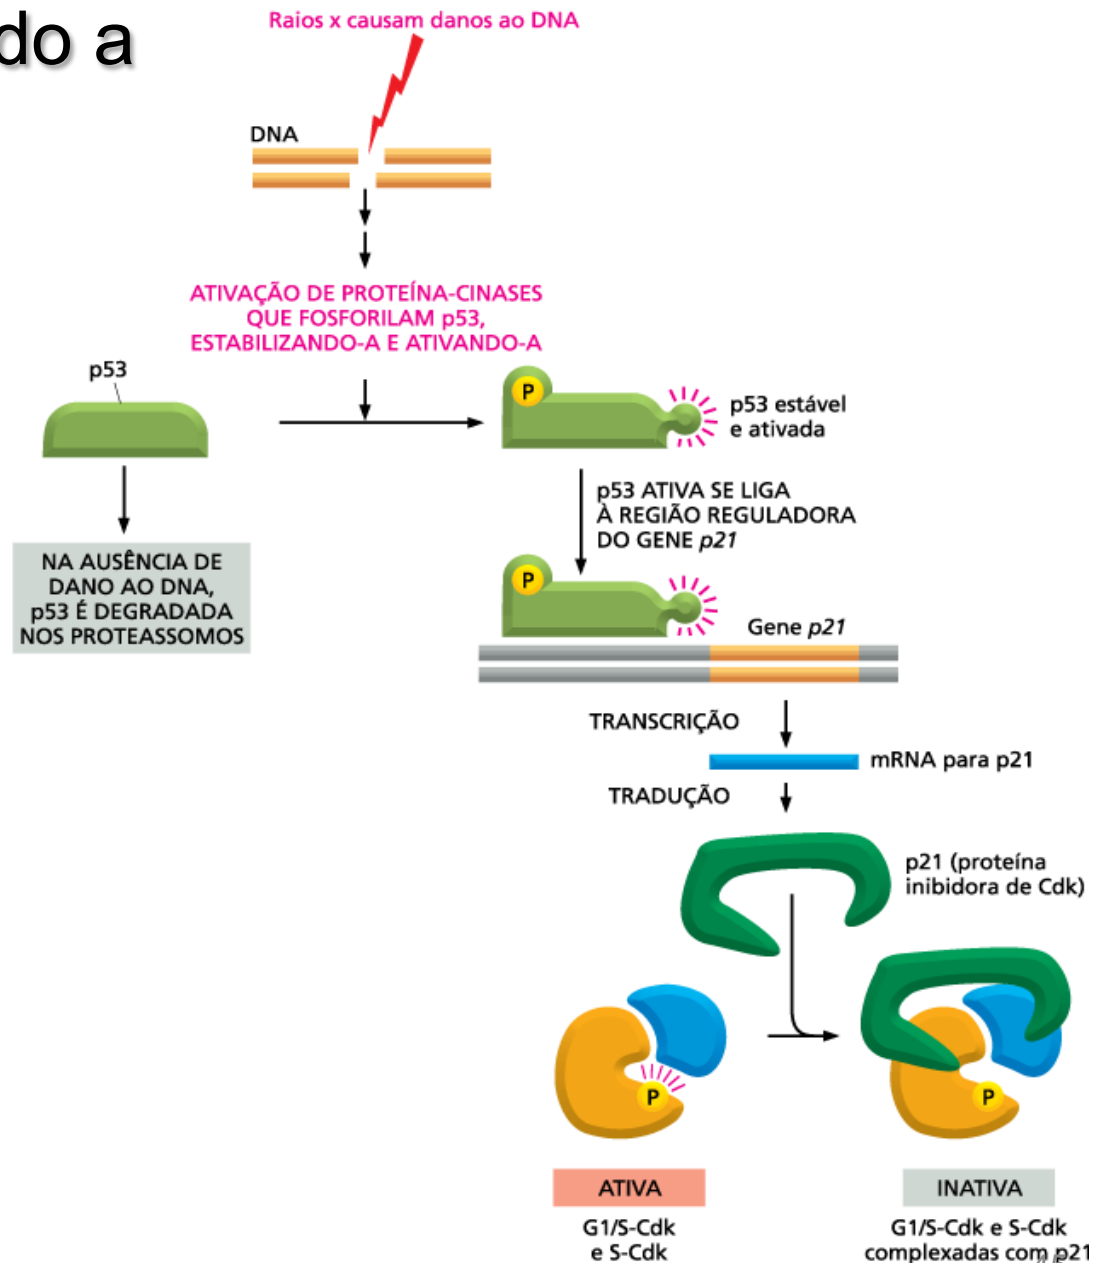 do a
Raios x causam danos ao DNA
DNA
ATIVAÇÃO DE PROTEÍNA-CINASES
QUE FOSFORILAM p53,
ESTABILIZANDO-A E ATIVANDO-A
p53
P
p53 estável
e ativada
NA AUSÊNCIA DE
DANO AO DNA,
p53 É DEGRADADA
NOS PROTEASSOMOS
p53 ATIVA SE LIGA
À REGIÃO REGULADORA
DO GENE p21
P
Gene p21
TRANSCRIÇÃO
mRNA para p21
TRADUÇÃO
p21 (proteína
inibidora de Cdk)
P
P
ATIVA
G1/S-Cdk
e S-Cdk
INATIVA
G1/S-Cdk e S-Cdk
complexadas com p21